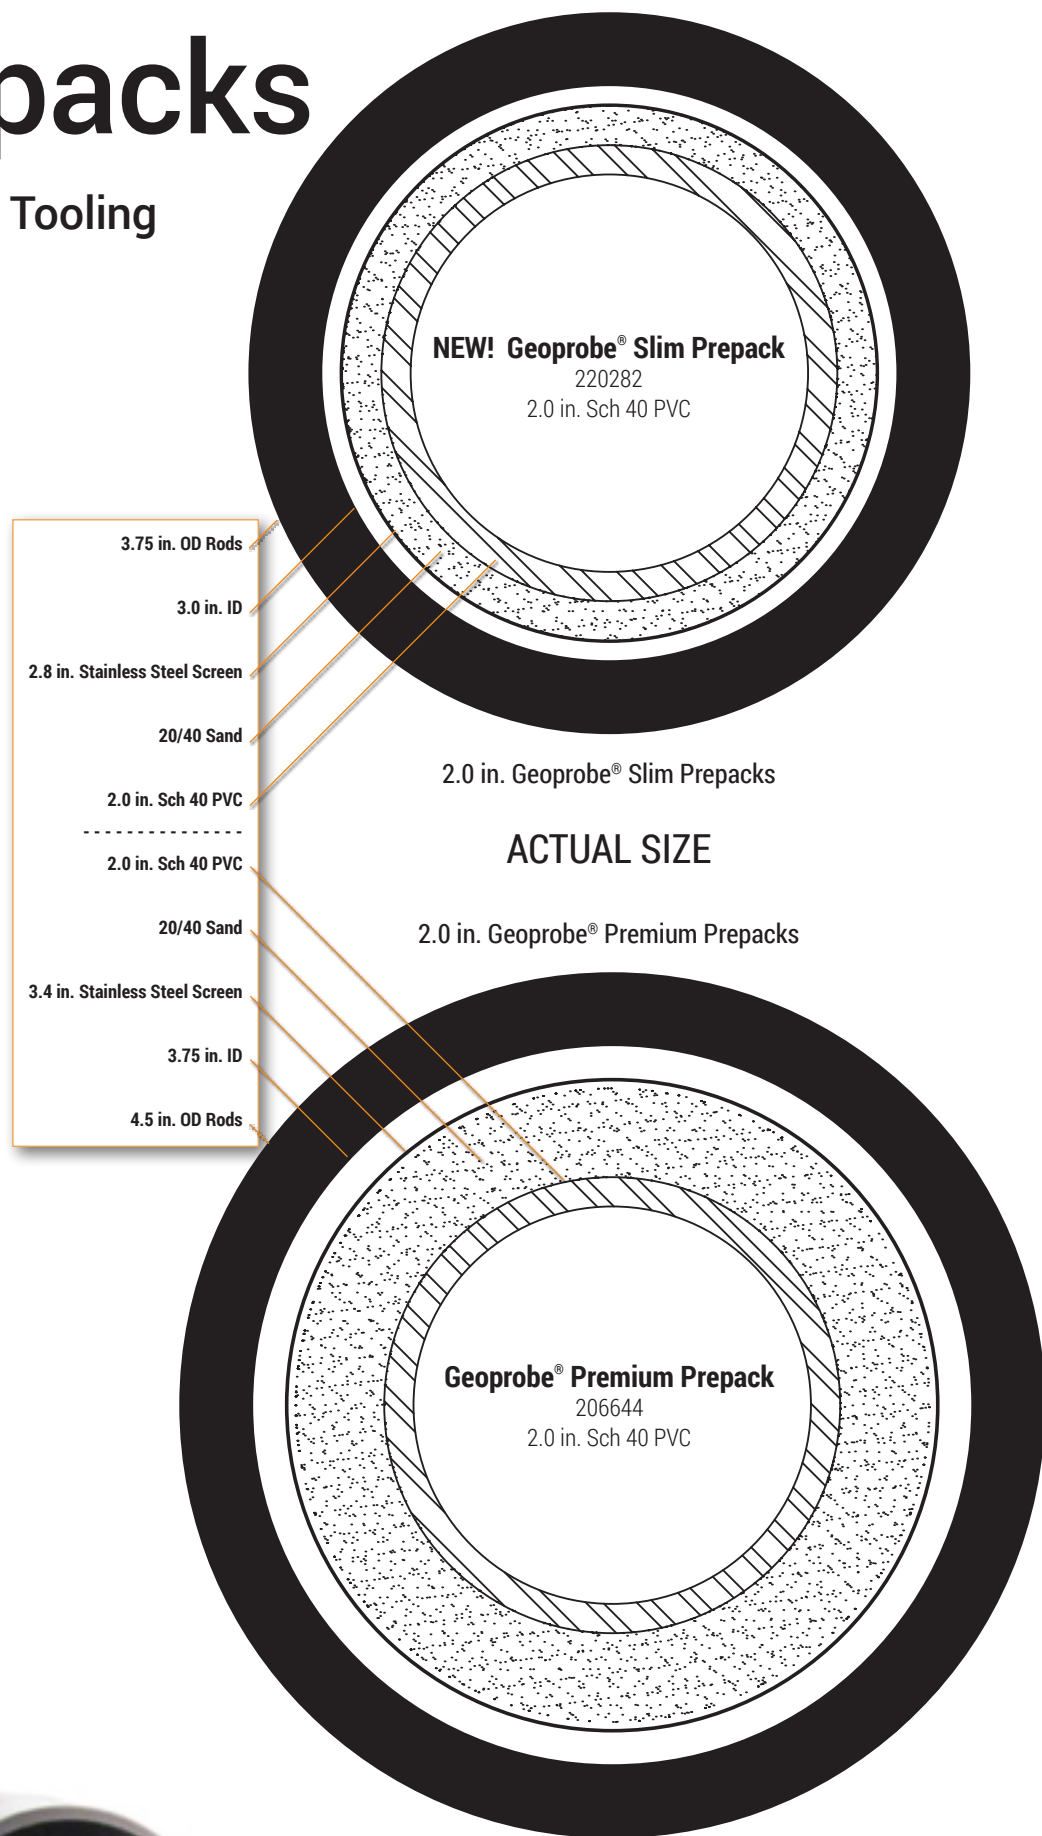 packs
Tooling
NEW! Geoprobe® Slim Prepack
220282
2.0 in. Sch 40 PVC
3.75 in. OD Rods
3.0 in. ID
2.8 in. Stainless Steel Screen
20/40 Sand
2.0 in. Sch 40 PVC
2.0 in. Geoprobe® Slim Prepacks
ACTUAL SIZE
2.0 in. Geoprobe® Premium Prepacks
2.0 in. Sch 40 PVC
20/40 Sand
3.4 in. Stainless Steel Screen
3.75 in. ID
4.5 in. OD Rods
Geoprobe® Premium Prepack
206644
2.0 in. Sch 40 PVC